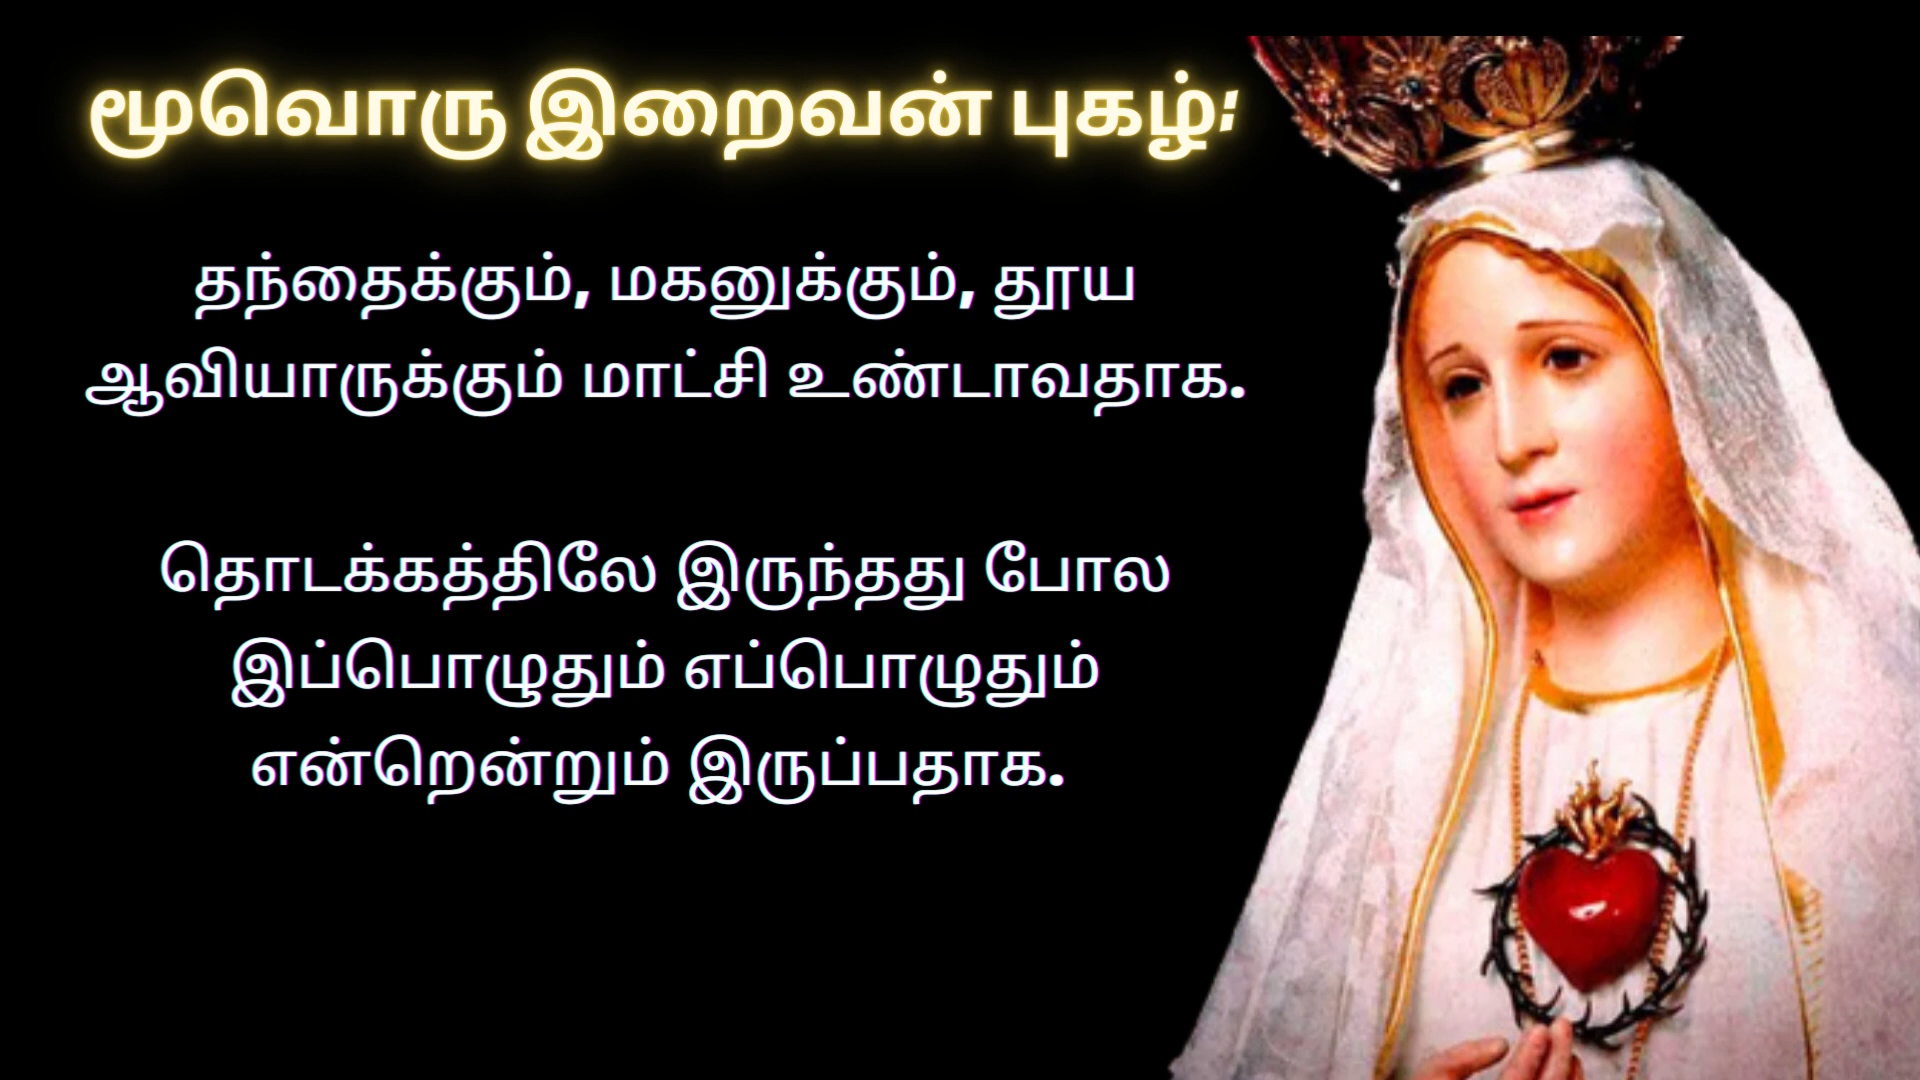 மூவொரு இறைவன் புகழ்:
தந்தைக்கும், மகனுக்கும், தூய
ஆவியாருக்கும் மாட்சி உண்டாவதாக.
தொடக்கத்திலே இருந்தது போல
இப்பொழுதும் எப்பொழுதும்
என்றென்றும் இருப்பதாக.